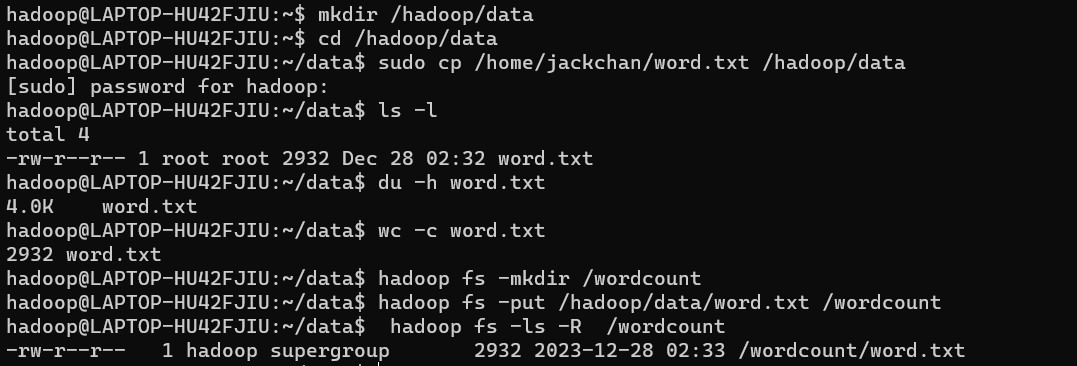 hadoop@LAPTOP-HU42FJIU:~$ mkdir /hadoop/data
hadoop@LAPTOP-HU42FJIU:~$ cd /hadoop/data
hadoop@LAPTOP-HU42FJIU:~/data$ sudo cp /home/jackchan/word.txt /hadoop/data
[sudo] password for hadoop:
hadoop@LAPTOP-HU42FJIU:~/data$ ls -l
total 4
-rw-r--r-- 1 root root 2932 Dec 28 02:32 word.txt
hadoop@LAPTOP-HU42FJIU:~/data$ du -h word.txt
4.0K    word.txt
hadoop@LAPTOP-HU42FJIU:~/data$ wc -c word.txt
2932 word.txt
hadoop@LAPTOP-HU42FJIU:~/data$ hadoop fs -mkdir /wordcount
hadoop@LAPTOP-HU42FJIU:~/data$ hadoop fs -put /hadoop/data/word.txt /wordcount
hadoop@LAPTOP-HU42FJIU:~/data$  hadoop fs -ls -R  /wordcount
-rw-r--r--   1 hadoop supergroup       2932 2023-12-28 02:33 /wordcount/word.txt